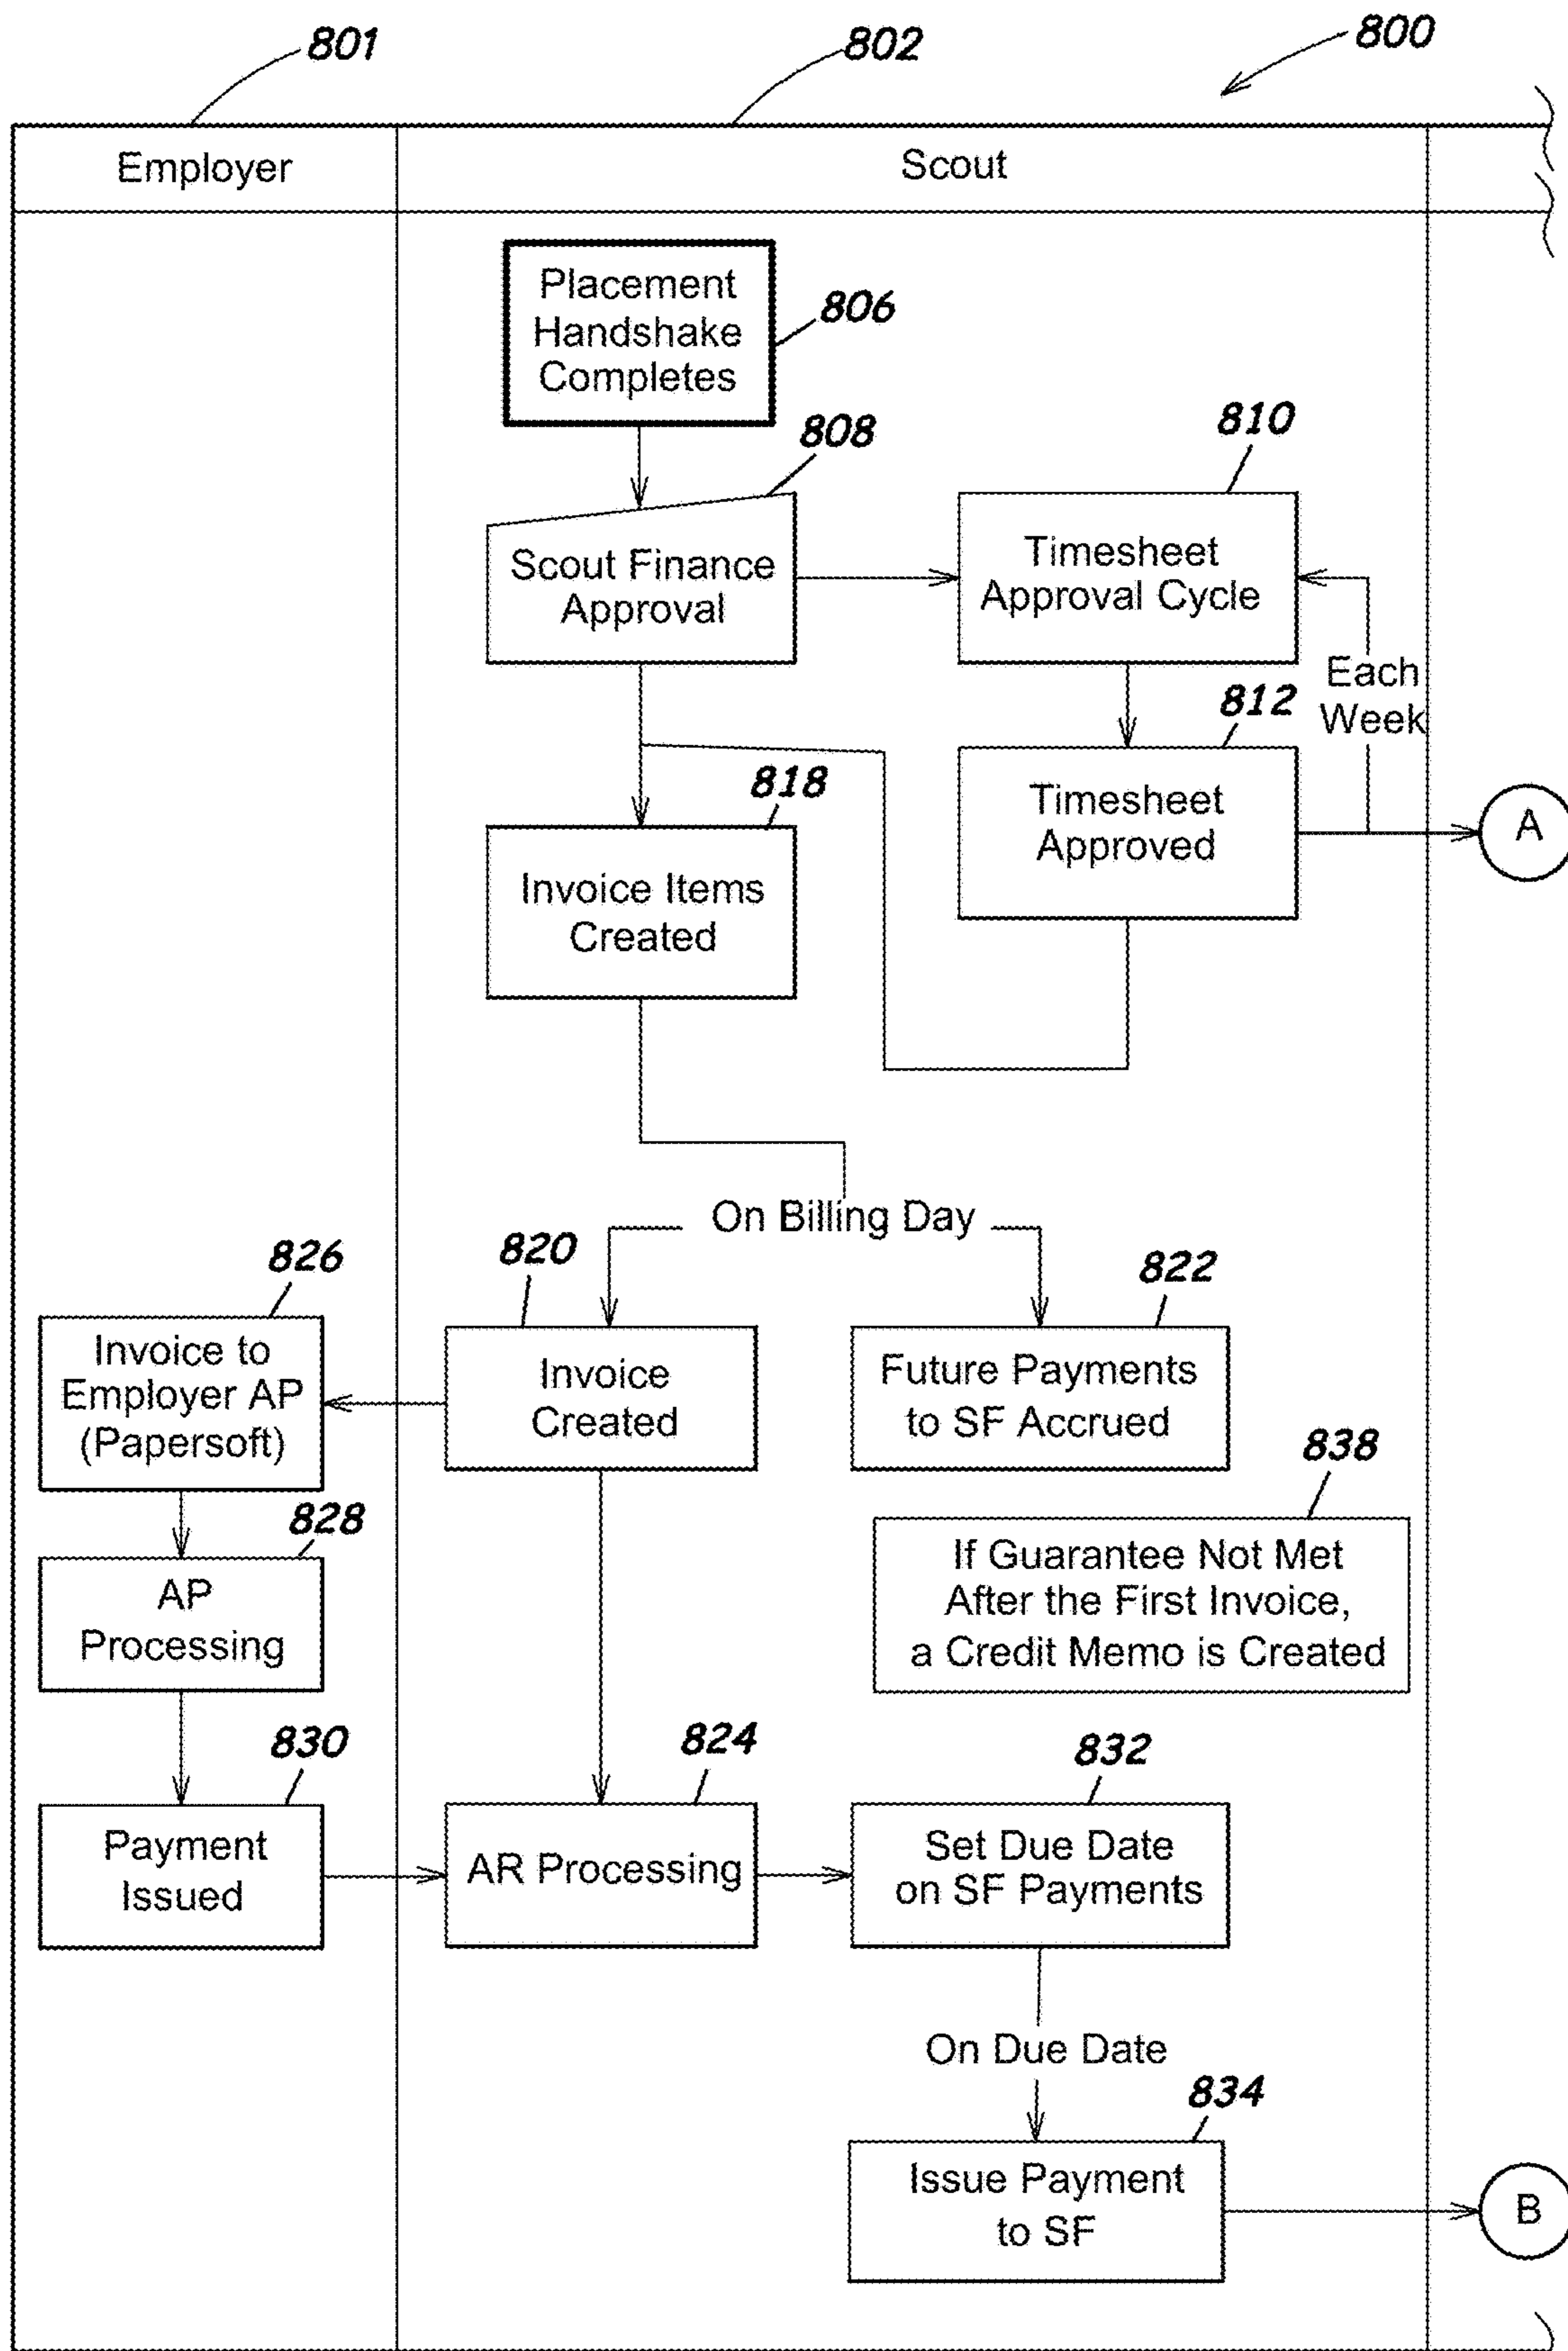 801
802
800
Employer
Scout
Placement
Handshake
Completes
806
808
810
Scout Finance
Approval
Timesheet
Approval Cycle
Each
Week
812
818
Timesheet
Approved
A
Invoice Items
Created
On Billing Day
826
820
822
Invoice to
Employer AP
(Papersoft)
Invoice
Created
Future Payments
to SF Accrued
838
828
If Guarantee Not Met
After the First Invoice,
a Credit Memo is Created
AP
Processing
830
824
832
Payment
Issued
AR Processing
Set Due Date
on SF Payments
On Due Date
834
Issue Payment
to SF
B